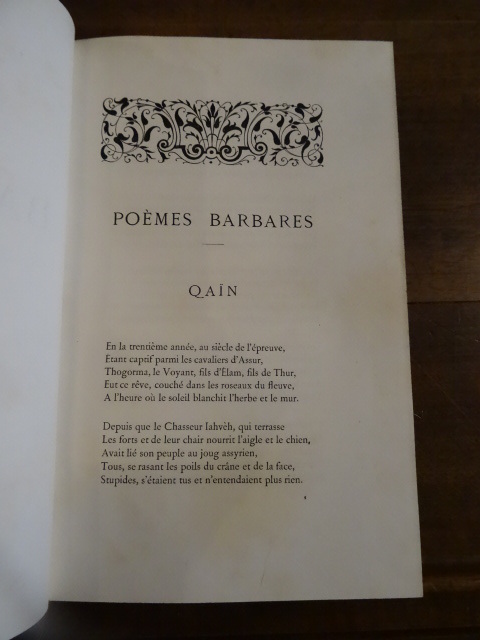 POÈMES BARBARES
QAÏN
En la trentième année, au siècle de l'épreuve,
Etant captif parmi les cavaliers d'Assur,
Thogorma, le Voyant, fils d'Élam, fils de Thur,
Eut ce rêve, couché dans les roseaux du fleuve,
A l'heure où le soleil blanchit l'herbe et le mur.
Depuis que le Chasseur Iahvèh, qui terrasse
Les forts et de leur chair nourrit l'aigle et le chien,
Avait lié son peuple au joug assyrien,
Tous, se rasant les poils du crâne et de la face,
Stupides, s'étaient tus et n'entendaient plus rien.